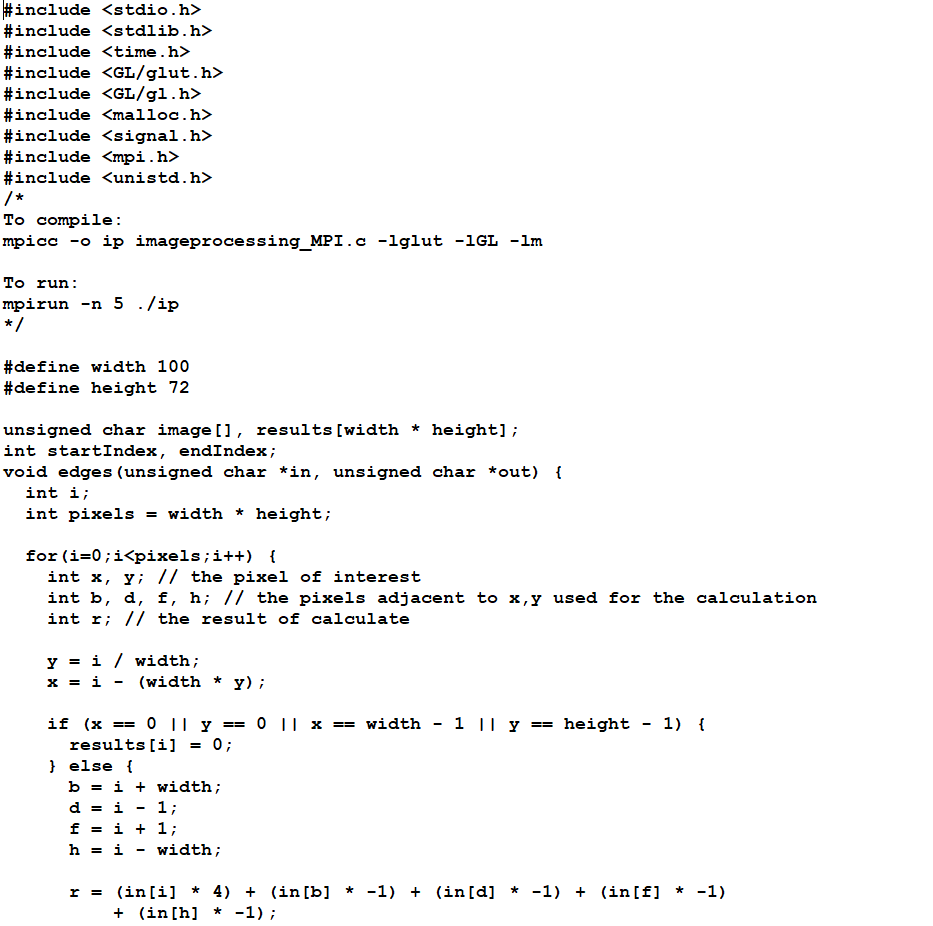 #include <stdio.h>
#include <stdlib.h>
#include <time.h>
#include <GL/glut.h>
#include <GL/gl.h>
#include <malloc.h>
#include <signal.h>
#include <mpi.h>
#include <unistd.h>
/*
To compile:
mpicc -o ip imageprocessing_MPI.c -lglut -lGL -lm

To run:
mpirun -n 5 ./ip
*/

#define width 100
#define height 72

unsigned char image[], results[width * height];
int startIndex, endIndex;
void edges(unsigned char *in, unsigned char *out) {
  int i;
  int pixels = width * height;

  for(i=0;i<pixels;i++) {
    int x, y; // the pixel of interest
    int b, d, f, h; // the pixels adjacent to x,y used for the calculation
    int r; // the result of calculate

    y = i / width;
    x = i - (width * y);

    if (x == 0 || y == 0 || x == width - 1 || y == height - 1) {
      results[i] = 0;
    } else {
      b = i + width;
      d = i - 1;
      f = i + 1;
      h = i - width;

      r = (in[i] * 4) + (in[b] * -1) + (in[d] * -1) + (in[f] * -1)
          + (in[h] * -1);